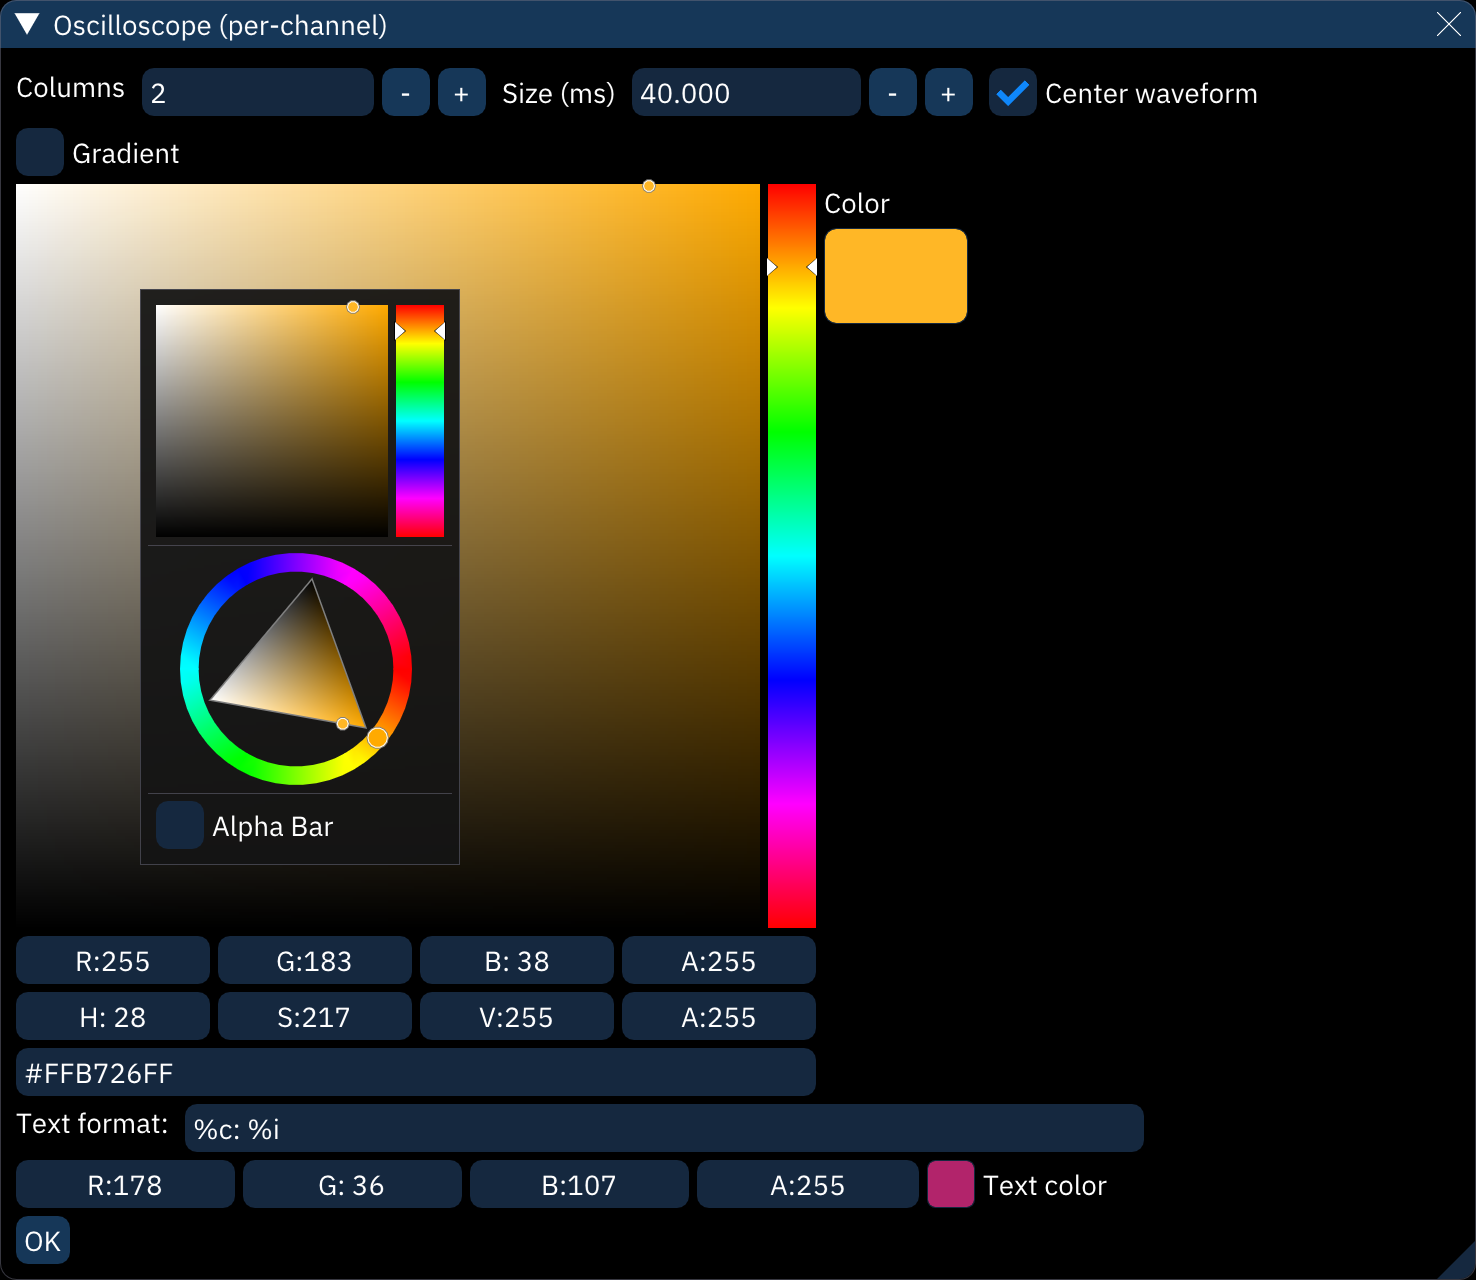 Oscilloscope (per-channel)
Columns 2 - + Size (ms) 40.000 - + Center waveform
Gradient
Color
Alpha Bar
R:255 G:183 B: 38 A:255
H: 28 S:217 V:255 A:255
#FFB726FF
Text format: %c: %i
R:178 G: 36 B:107 A:255 Text color
OK